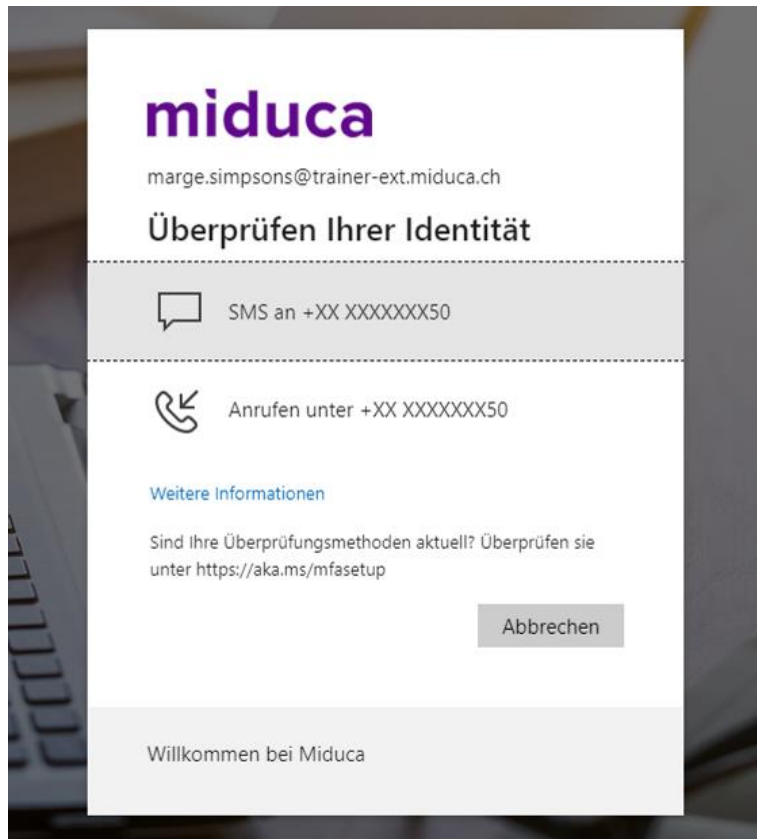 miduca
marge.simpsons@trainer-ext.miduca.ch
Überprüfen Ihrer Identität
SMS an +XX XXXXXXX50
Anrufen unter +XX XXXXXXX50
Weitere Informationen
Sind Ihre Überprüfungsmethoden aktuell? Überprüfen sie
unter https://aka.ms/mfasetup
Abbrechen
Willkommen bei Miduca